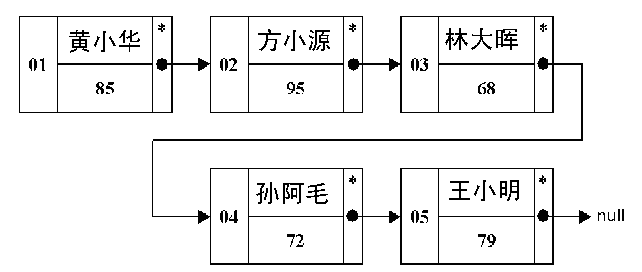 黄小华 *
01
85
方小源 *
02
95
林大晖 *
03
68
孙阿毛 *
04
72
王小明 *
05
79
null